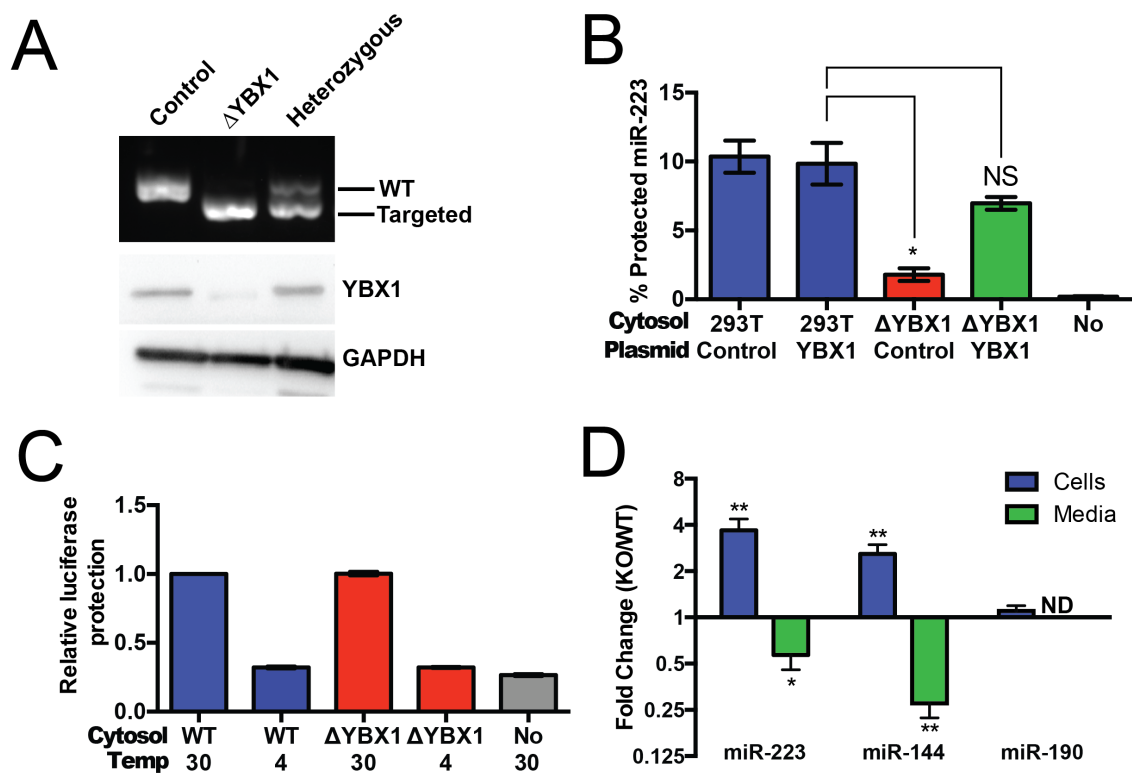 A
Control
ΔYBX1
Heterozygous
WT
Targeted
YBX1
GAPDH
B
% Protected miR-223
15
10
5
0
*
NS
Cytosol 293T 293T ΔYBX1 ΔYBX1 No
Plasmid Control YBX1 Control YBX1
C
Relative luciferase
protection
1.5
1.0
0.5
0.0
Cytosol WT WT ΔYBX1 ΔYBX1 No
Temp 30 4 30 4 30
D
Fold Change (KO/WT)
8
4
2
1
0.5
0.25
0.125
Cells
Media
** ** ND
* **
miR-223 miR-144 miR-190